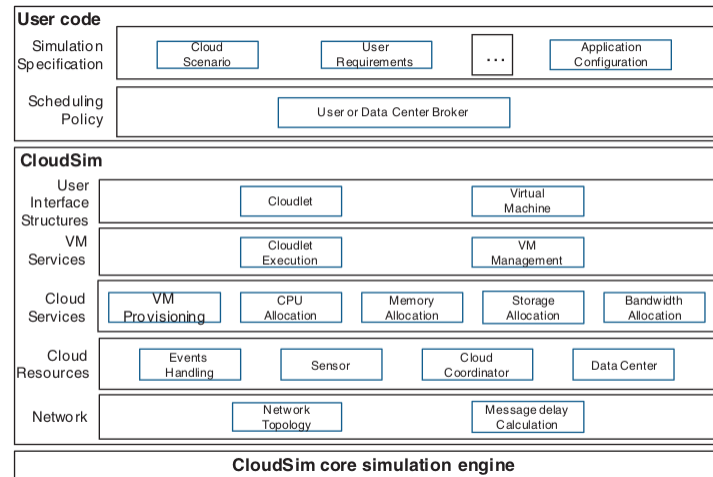 User code
Simulation
Specification
Cloud
Scenario
User
Requirements
...
Application
Configuration
Scheduling
Policy
User or Data Center Broker
CloudSim
User
Interface
Structures
Cloudlet
Virtual
Machine
VM
Services
Cloudlet
Execution
VM
Management
Cloud
Services
VM
Provisioning
CPU
Allocation
Memory
Allocation
Storage
Allocation
Bandwidth
Allocation
Cloud
Resources
Events
Handling
Sensor
Cloud
Coordinator
Data Center
Network
Network
Topology
Message delay
Calculation
CloudSim core simulation engine